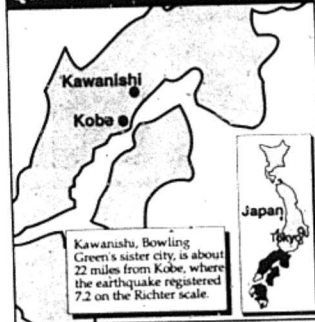 Kawanishi
Kobe
Japan
Tokyo
Kawanishi, Bowling
Green's sister city, is about
22 miles from Kobe, where
the earthquake registered
7.2 on the Richter scale.